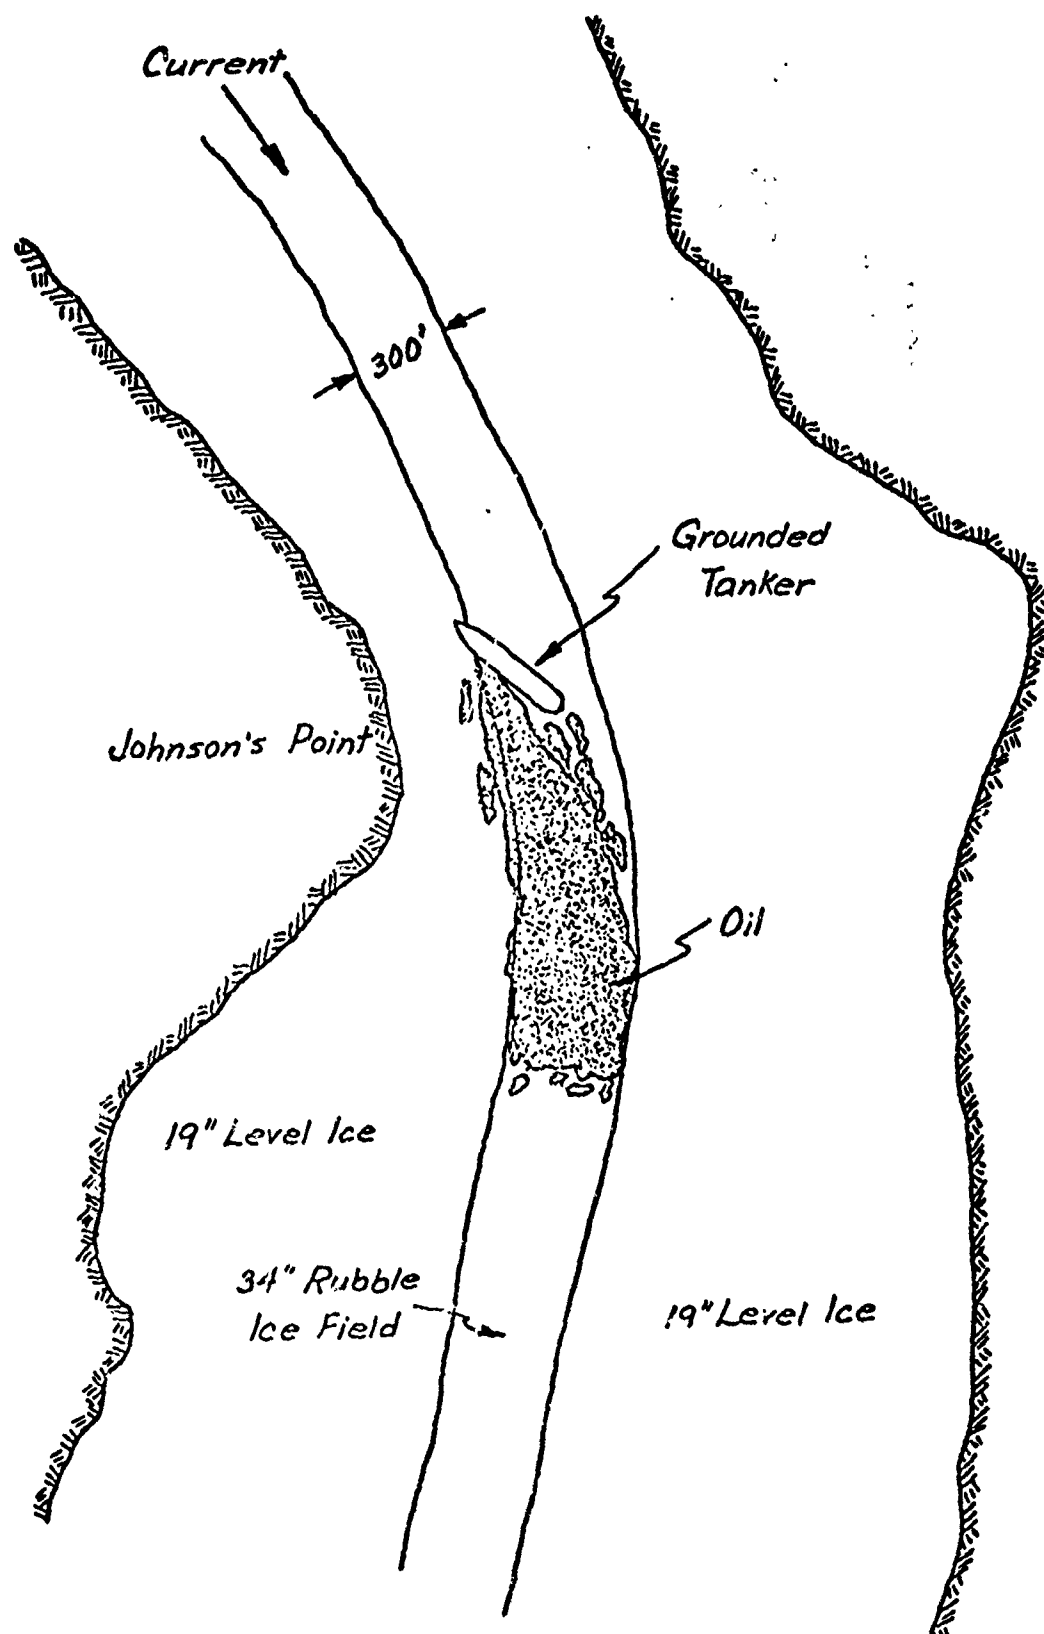 Current
300'
Grounded
Tanker
Johnson's Point
Oil
19" Level Ice
34" Rubble
Ice Field
19" Level Ice